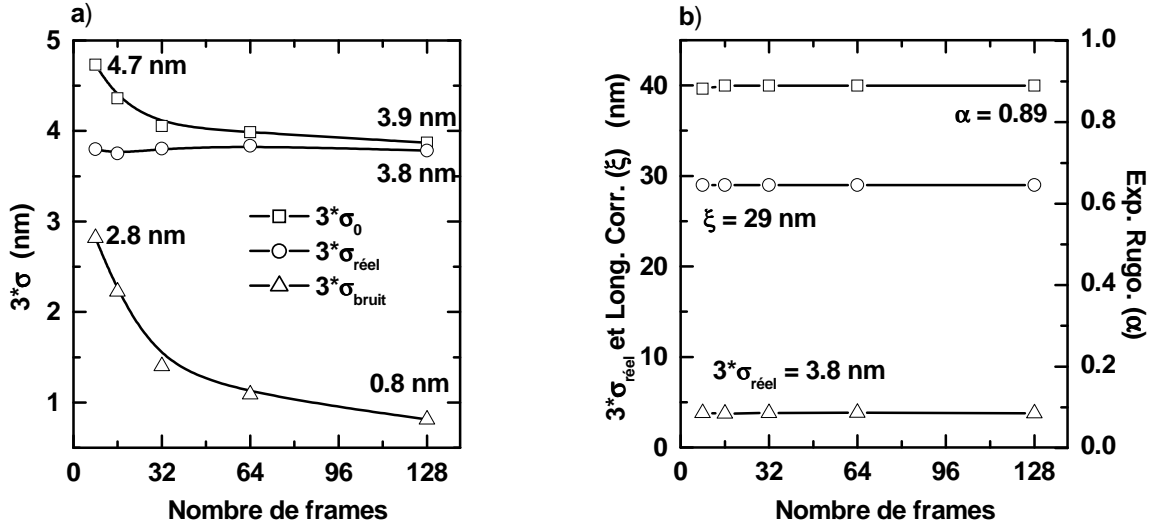 a)
5
4
3
2
1
3*σ (nm)
4.7 nm
3.9 nm
3.8 nm
2.8 nm
0.8 nm
3*σ0
3*σréel
3*σbruit
0 32 64 96 128
Nombre de frames
b)
40
35
30
25
20
15
10
5
0
3*σréel et Long. Corr. (ξ) (nm)
α = 0.89
ξ = 29 nm
3*σréel = 3.8 nm
0 32 64 96 128
Nombre de frames
1.0
0.8
0.6
0.4
0.2
0.0
Exp. Rugo. (α)